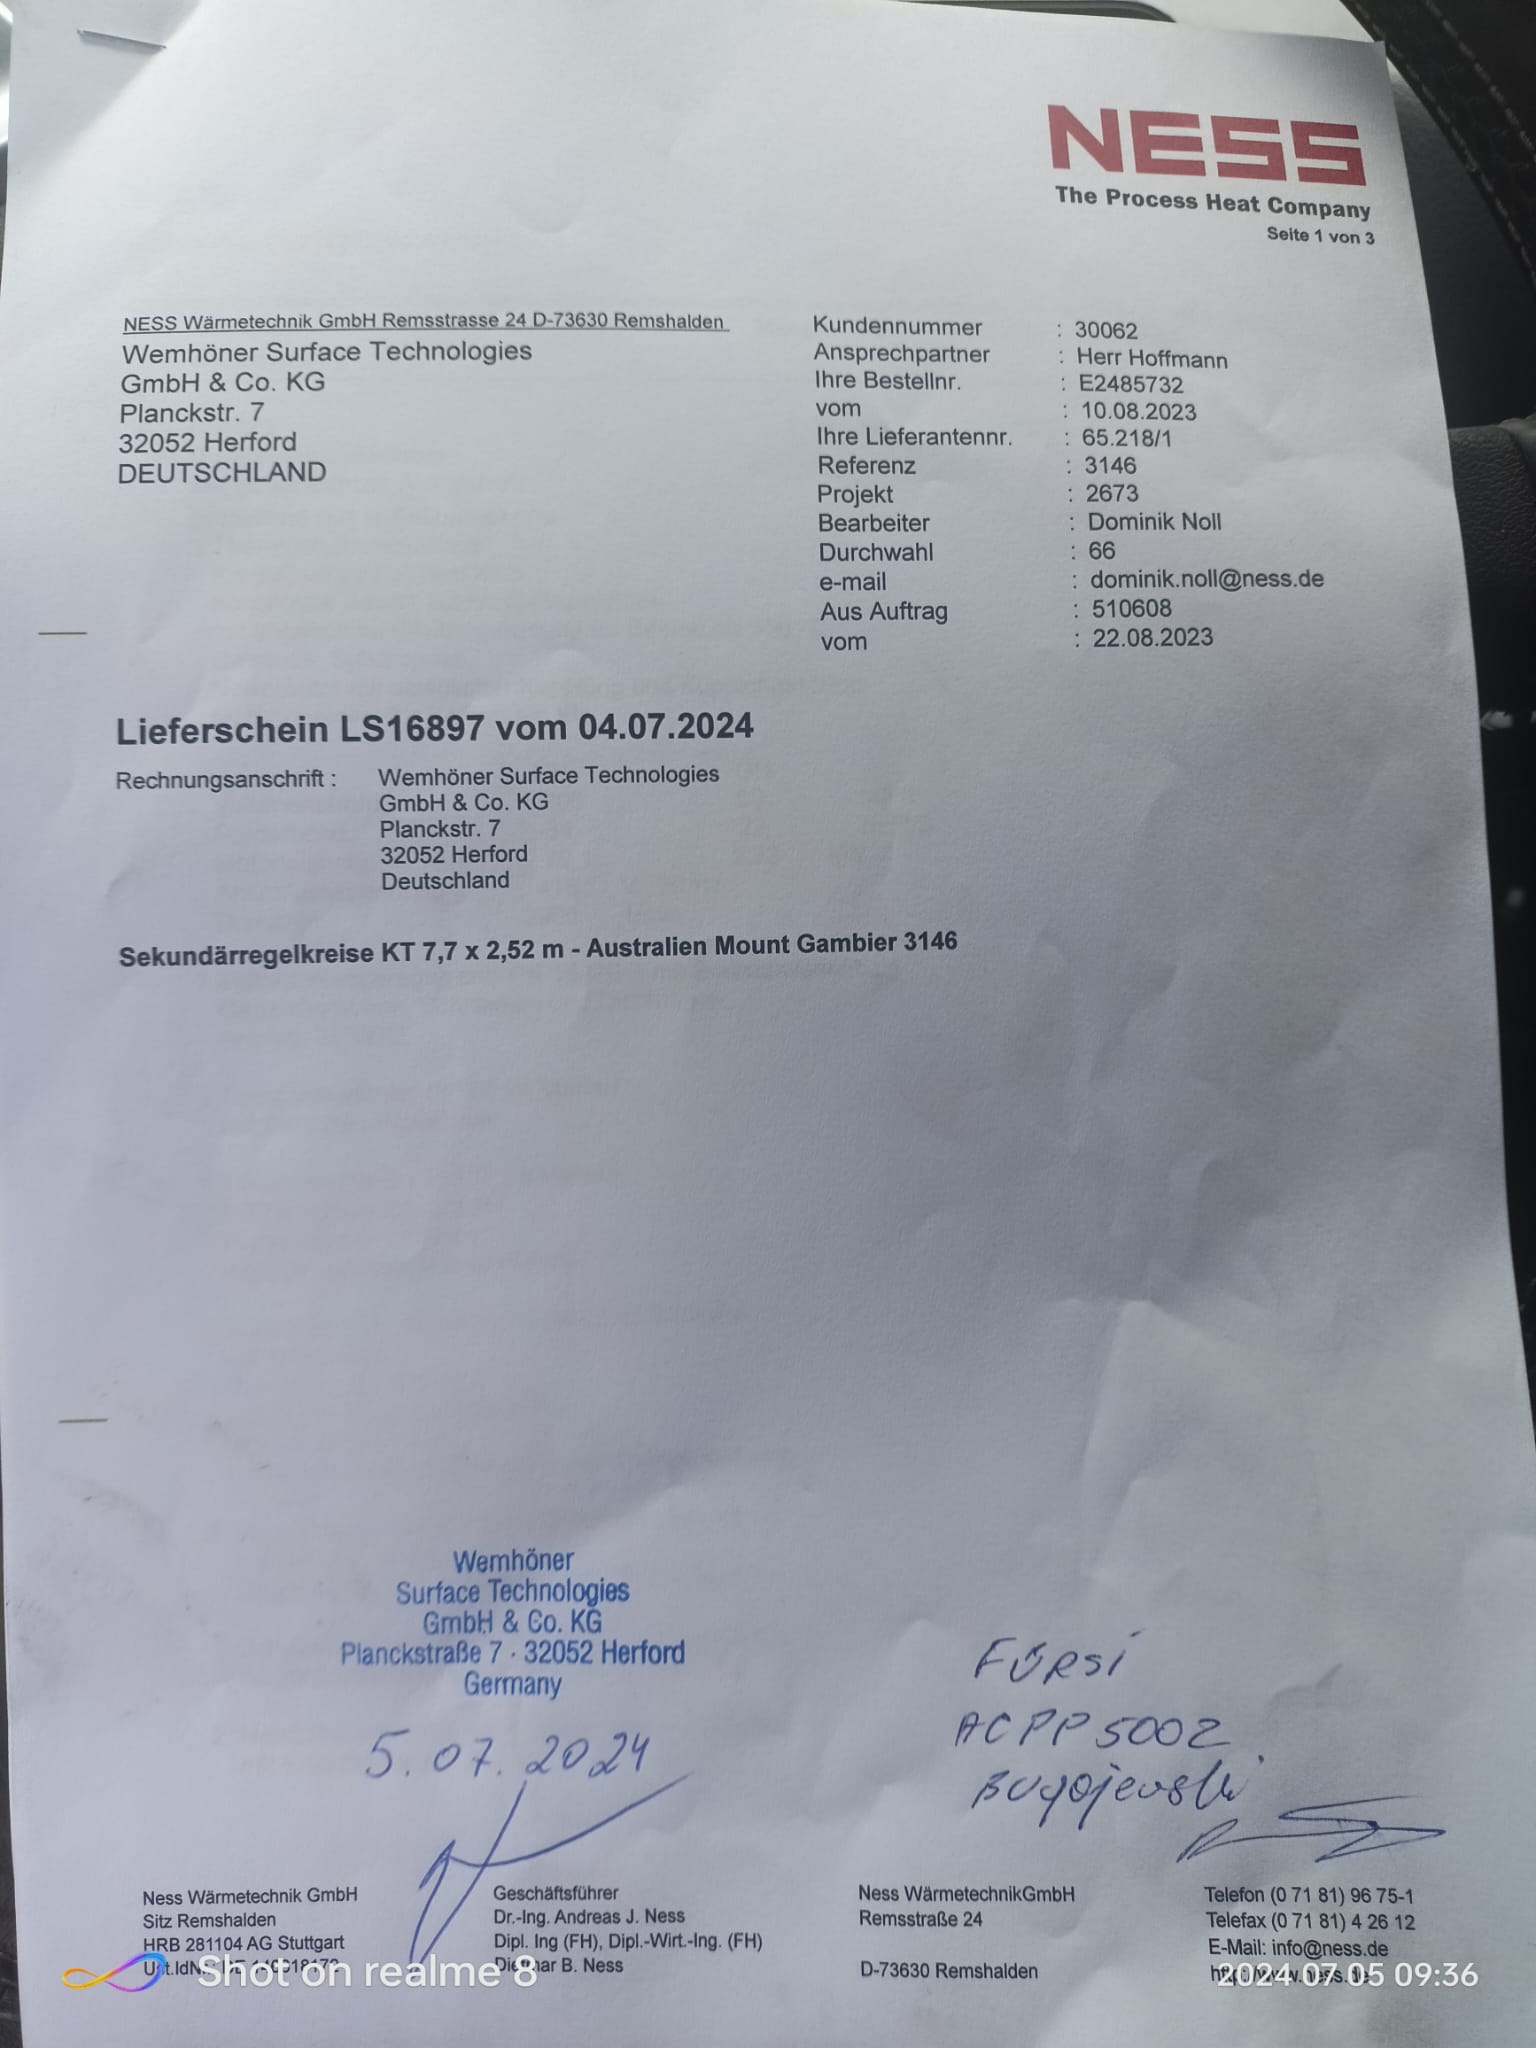 NESS
The Process Heat Company
Seite 1 von 3
NESS Wärmetechnik GmbH Remsstrasse 24 D-73630 Remshalden
Wemhöner Surface Technologies
GmbH & Co. KG
Planckstr. 7
32052 Herford
DEUTSCHLAND
Kundennummer : 30062
Ansprechpartner : Herr Hoffmann
Ihre Bestellnr. : E2485732
vom : 10.08.2023
Ihre Lieferantennr. : 65.218/1
Referenz : 3146
Projekt : 2673
Bearbeiter : Dominik Noll
Durchwahl : 66
e-mail : dominik.noll@ness.de
Aus Auftrag : 510608
vom : 22.08.2023
Lieferschein LS16897 vom 04.07.2024
Rechnungsanschrift : Wemhöner Surface Technologies
GmbH & Co. KG
Planckstr. 7
32052 Herford
Deutschland
Sekundärregelkreise KT 7,7 x 2,52 m - Australien Mount Gambier 3146
Wemhöner
Surface Technologies
GmbH & Co. KG
Planckstraße 7 · 32052 Herford
Germany
5.07.2024
ACPP5002
Ness Wärmetechnik GmbH
Sitz Remshalden
HRB 281104 AG Stuttgart
Geschäftsführer
Dr.-Ing. Andreas J. Ness
Dipl. Ing (FH), Dipl.-Wirt.-Ing. (FH)
B. Ness
Ness WärmetechnikGmbH
Remsstraße 24
D-73630 Remshalden
Telefon (0 71 81) 96 75-1
Telefax (0 71 81) 4 26 12
E-Mail: info@ness.de
Shot on realme 8
2024.07.05 09:36